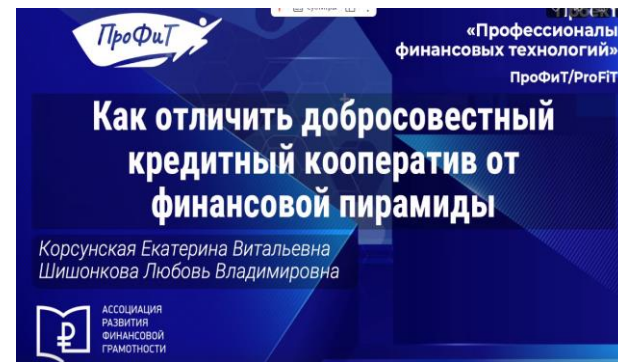 ПроФиТ
«Профессионалы
финансовых технологий»
ПроФиТ/ProFiT
Как отличить добросовестный
кредитный кооператив от
финансовой пирамиды
Корсунская Екатерина Витальевна
Шишонкова Любовь Владимировна
АССОЦИАЦИЯ
РАЗВИТИЯ
ФИНАНСОВОЙ
ГРАМОТНОСТИ